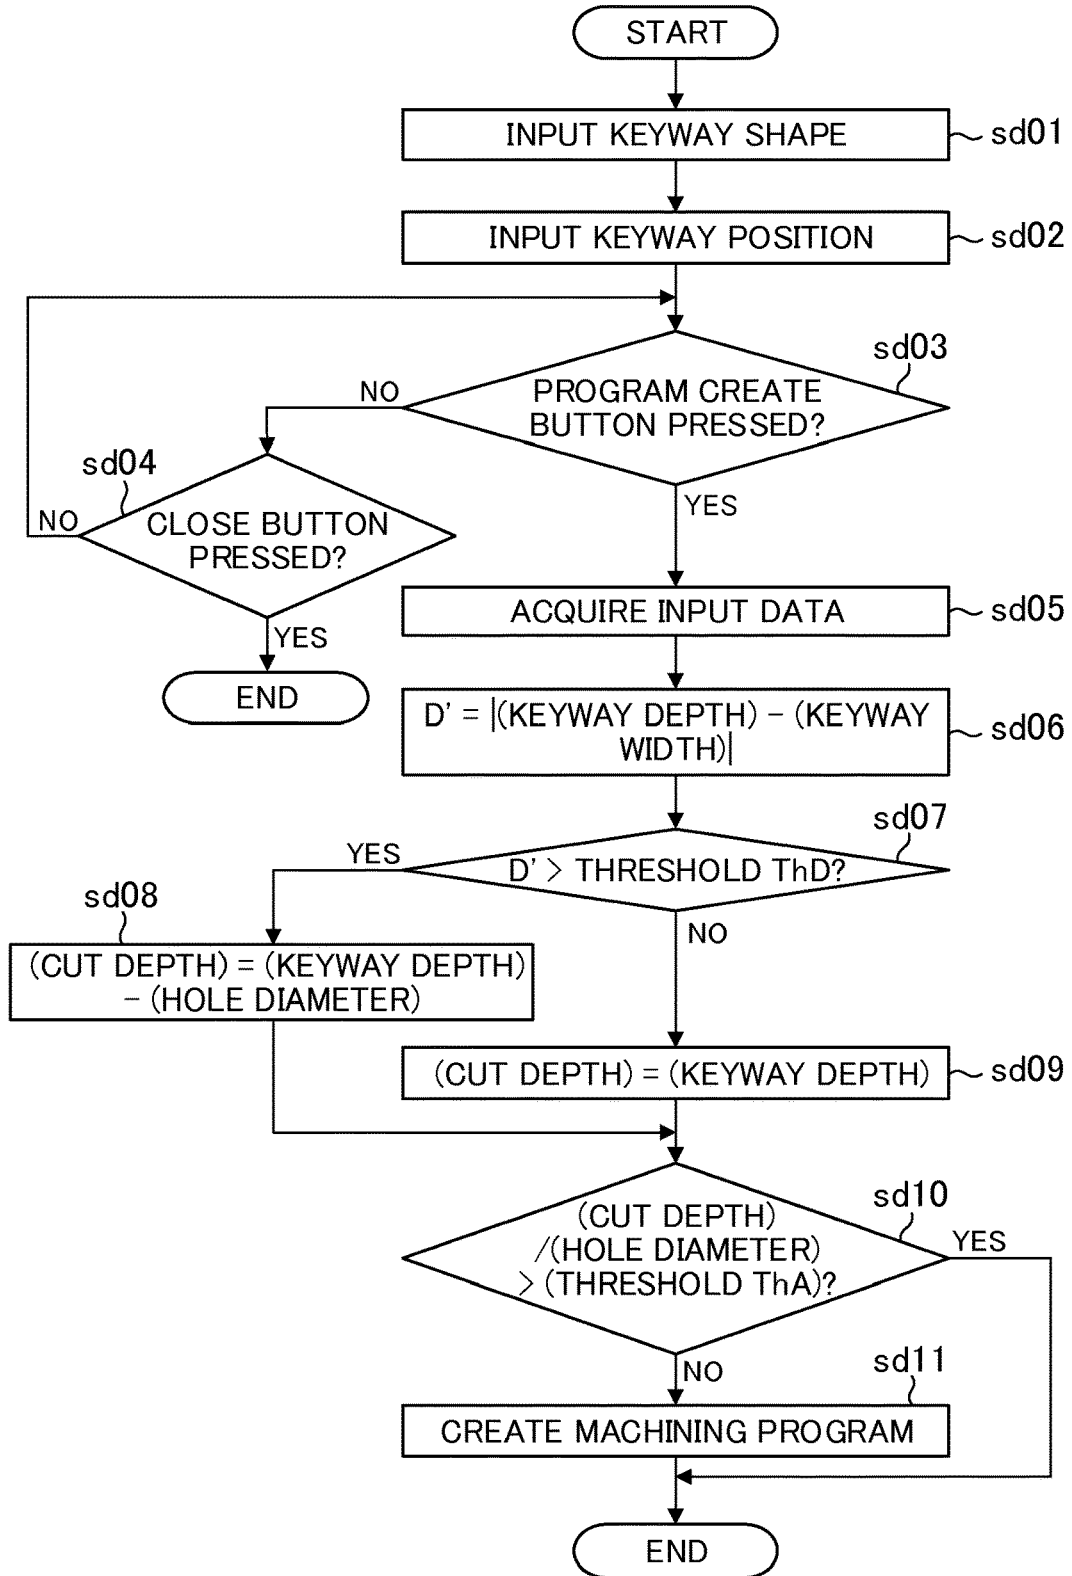 START
INPUT KEYWAY SHAPE
sd01
INPUT KEYWAY POSITION
sd02
sd03
PROGRAM CREATE
BUTTON PRESSED?
NO
YES
sd04
CLOSE BUTTON
PRESSED?
NO
YES
END
ACQUIRE INPUT DATA
sd05
D' = |(KEYWAY DEPTH) - (KEYWAY
WIDTH)|
sd06
sd07
D' > THRESHOLD ThD?
YES
NO
sd08
(CUT DEPTH) = (KEYWAY DEPTH)
- (HOLE DIAMETER)
(CUT DEPTH) = (KEYWAY DEPTH)
sd09
sd10
(CUT DEPTH)
/(HOLE DIAMETER)
> (THRESHOLD ThA)?
YES
NO
sd11
CREATE MACHINING PROGRAM
END